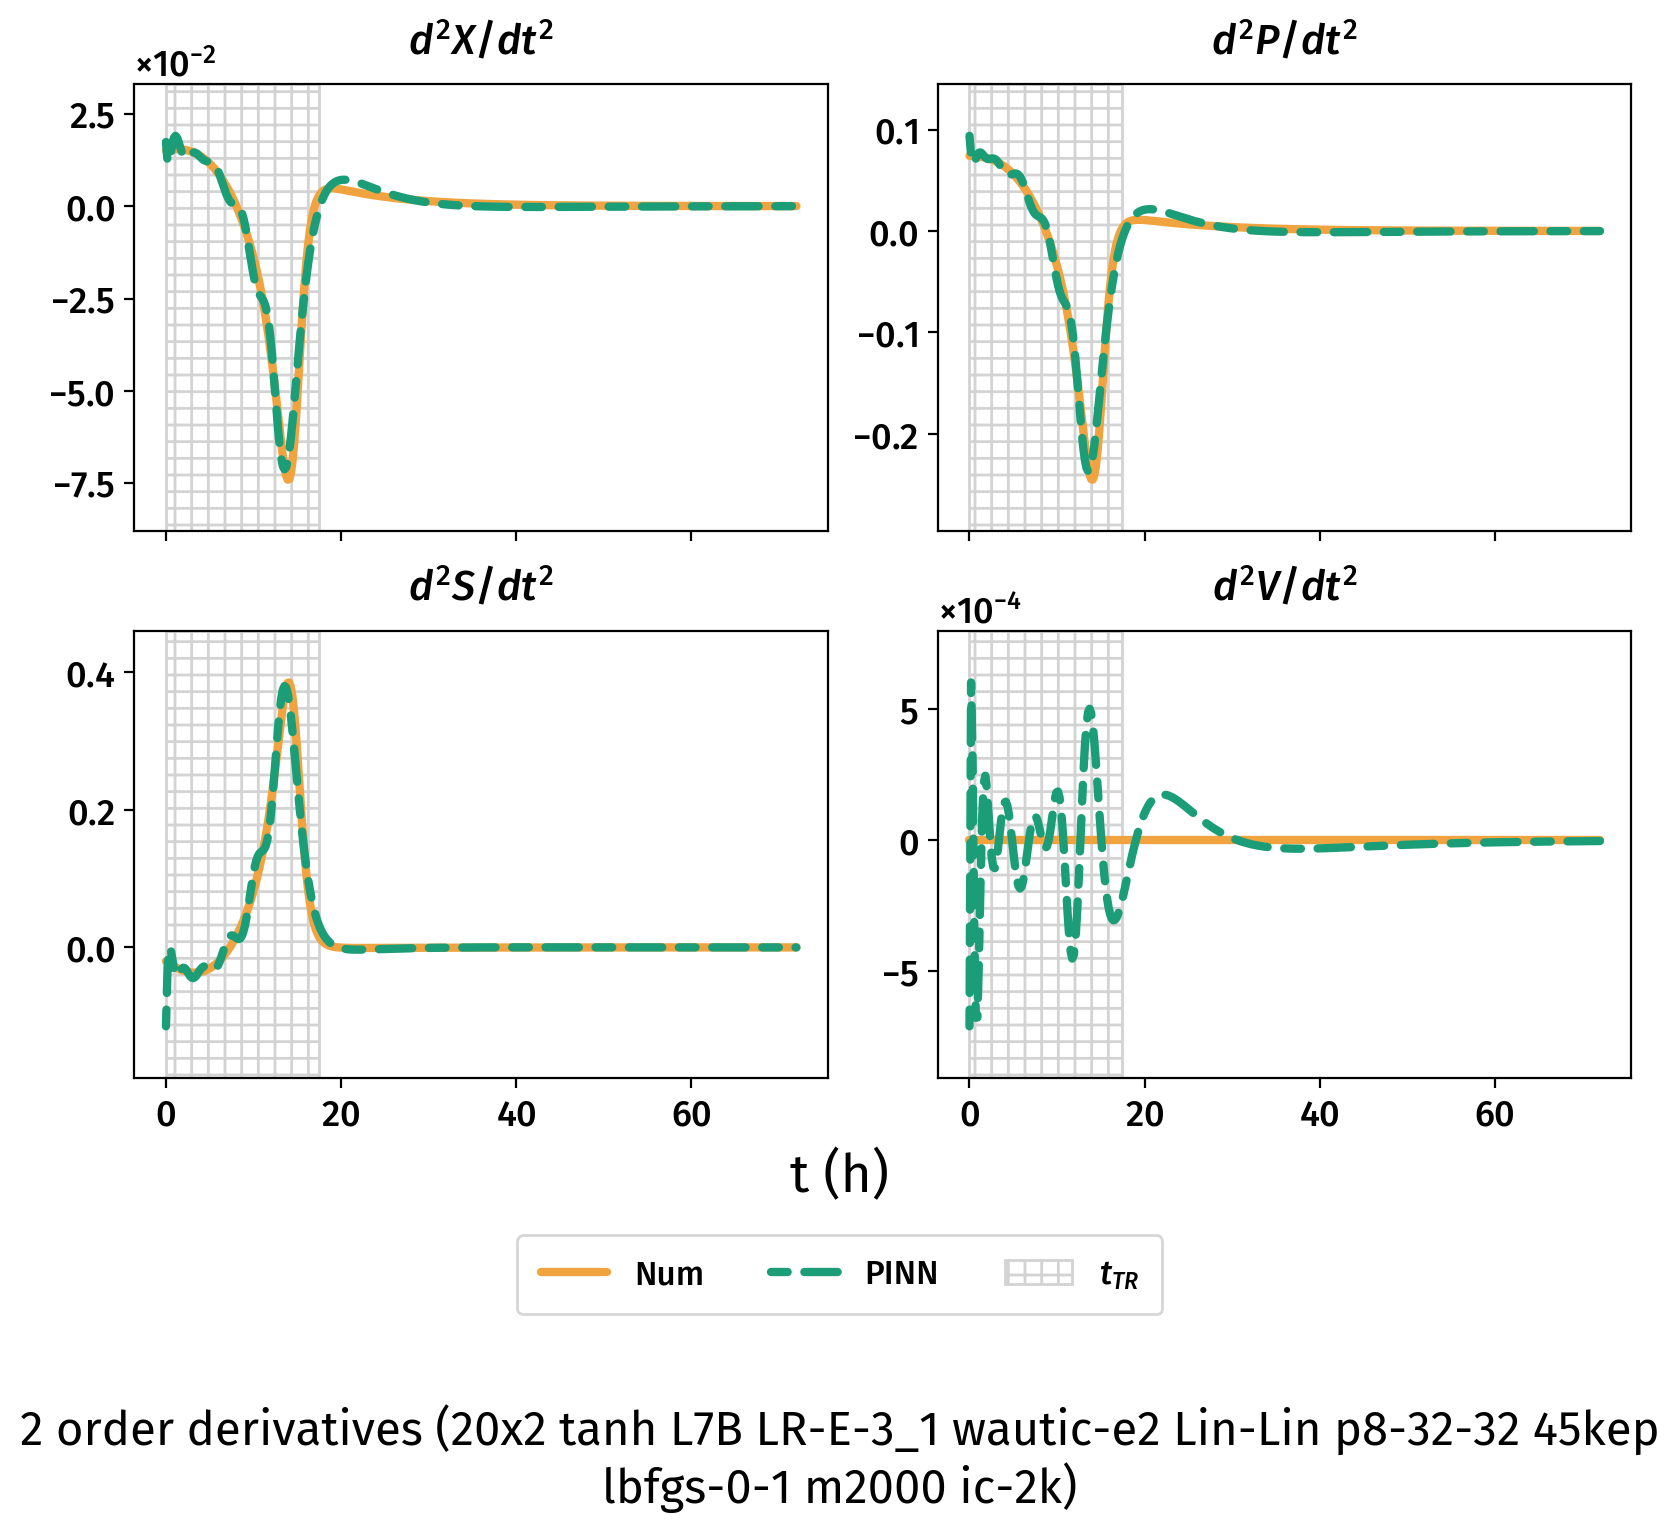 d²X/dt²
d²P/dt²
×10⁻²
2.5
0.0
−2.5
−5.0
−7.5
0.1
0.0
−0.1
−0.2
d²S/dt²
d²V/dt²
×10⁻⁴
0.4
0.2
0.0
5
0
−5
0 20 40 60
0 20 40 60
t (h)
Num PINN t_TR
2 order derivatives (20x2 tanh L7B LR-E-3_1 wautic-e2 Lin-Lin p8-32-32 45kep
lbfgs-0-1 m2000 ic-2k)